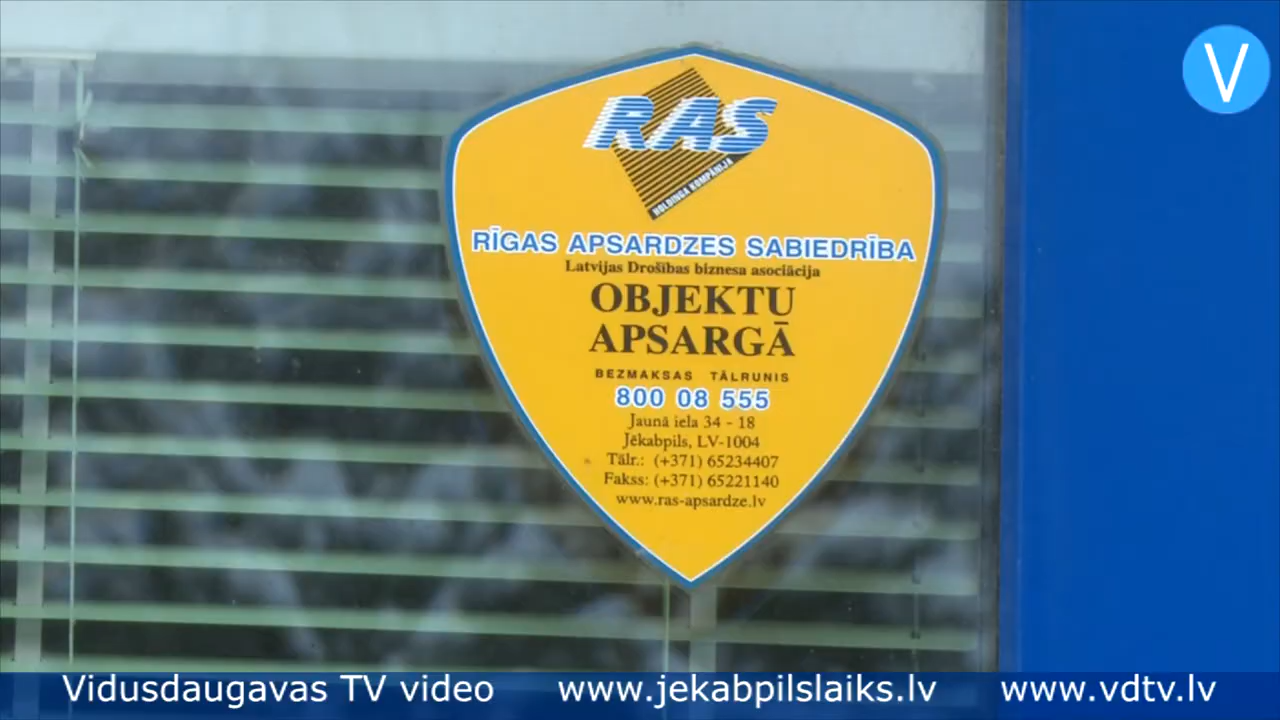 V
RAS
HOLDINGA KOMPĀNIJA
RĪGAS APSARDZES SABIEDRĪBA
Latvijas Drošības biznesa asociācija
OBJEKTU
APSARGĀ
BEZMAKSAS TĀLRUNIS
800 08 555
Jaunā iela 34 - 18
Jēkabpils, LV-1004
Tālr.: (+371) 65234407
Fakss: (+371) 65221140
www.ras-apsardze.lv
Vidusdaugavas TV video www.jekabpilslaiks.lv www.vdtv.lv